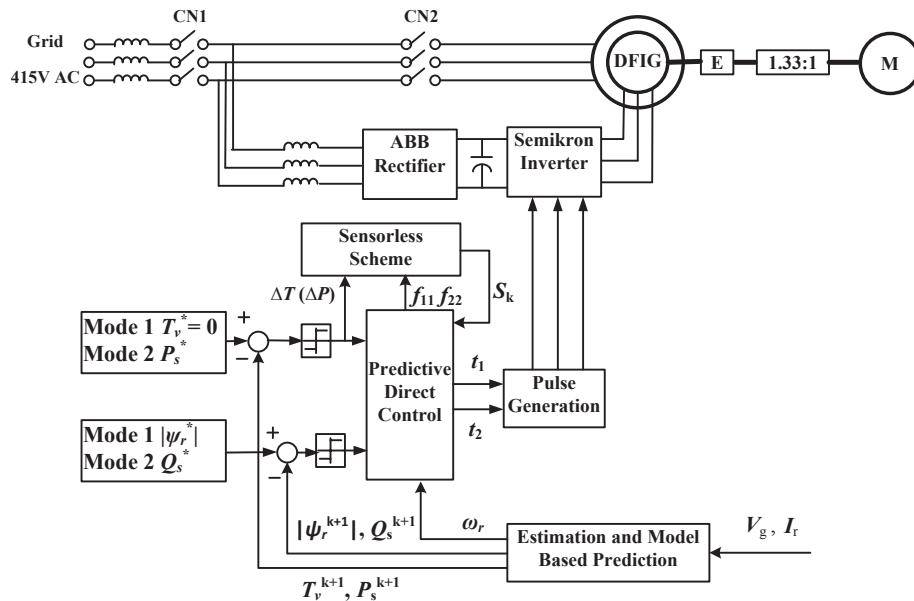 CN1
CN2
Grid
415V AC
DFIG
E
1.33:1
M
ABB
Rectifier
Semikron
Inverter
Sensorless
Scheme
ΔT (ΔP)
f₁₁ f₂₂
Sₖ
Mode 1 Tᵥ* = 0
Mode 2 Pₛ*
+
−
Predictive
Direct
Control
t₁
t₂
Pulse
Generation
Mode 1 |ψᵣ*|
Mode 2 Qₛ*
+
−
|ψᵣᵏ⁺¹|, Qₛᵏ⁺¹
ωᵣ
Estimation and Model
Based Prediction
V_g , Iᵣ
Tᵥᵏ⁺¹, Pₛᵏ⁺¹